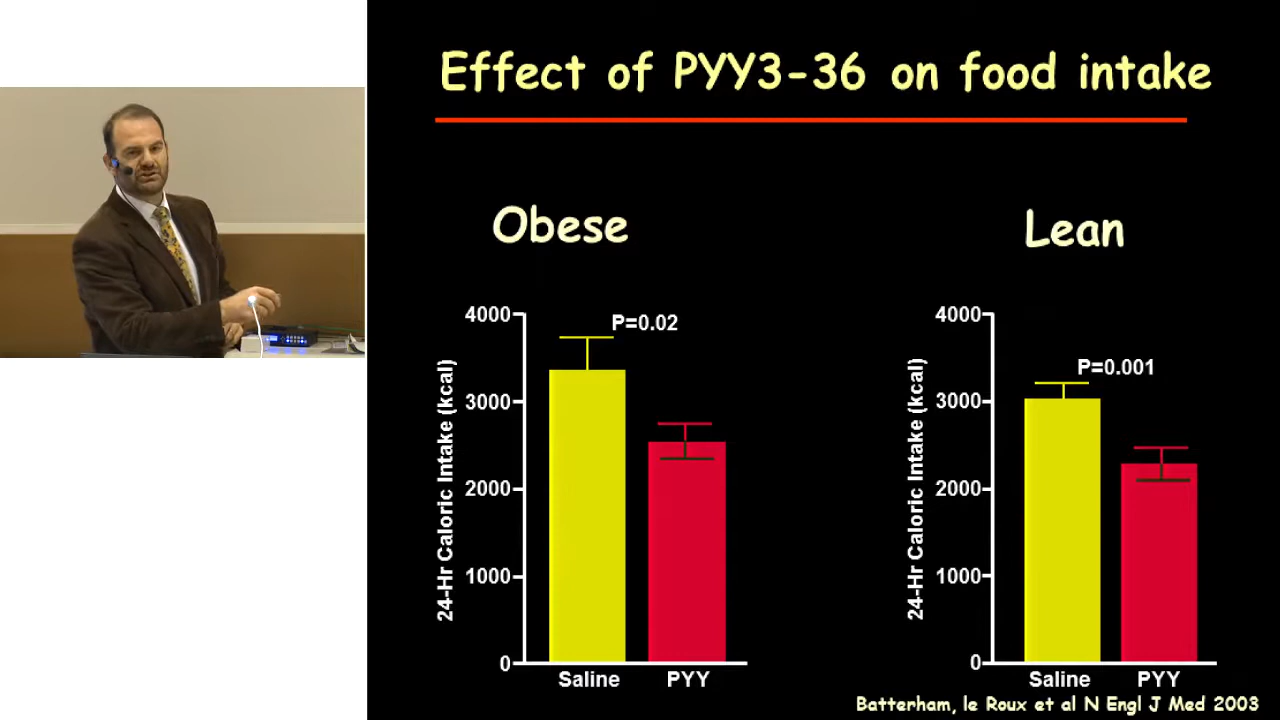 Effect of PYY3-36 on food intake
Obese
Lean
4000
3000
2000
1000
0
24-Hr Caloric Intake (kcal)
P=0.02
Saline
PYY
4000
3000
2000
1000
0
24-Hr Caloric Intake (kcal)
P=0.001
Saline
PYY
Batterham, le Roux et al N Engl J Med 2003